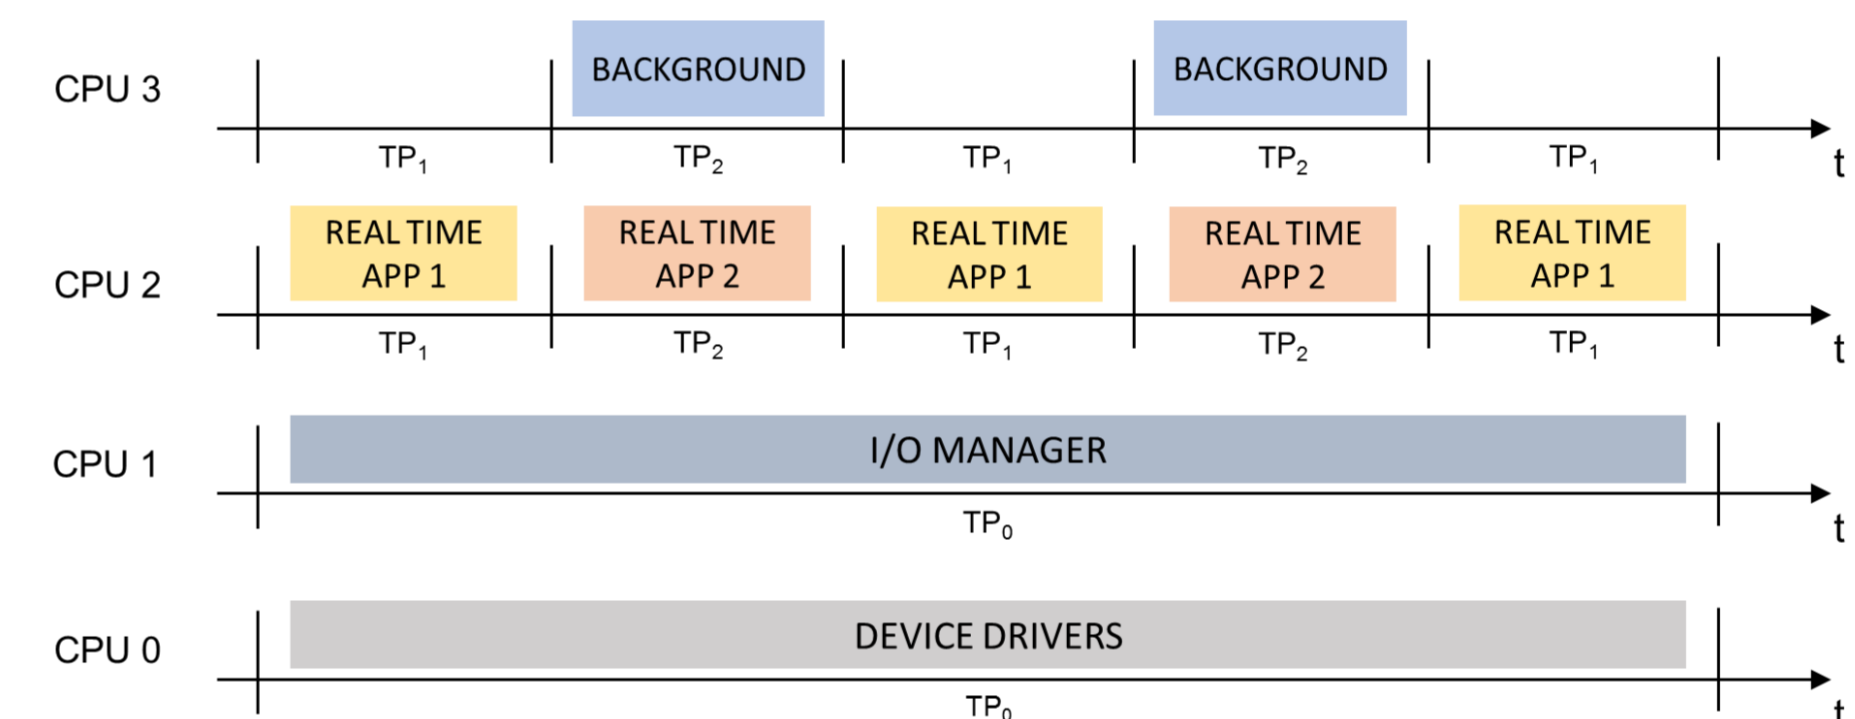 BACKGROUND BACKGROUND
CPU 3
TP₁ TP₂ TP₁ TP₂ TP₁ t
REAL TIME REAL TIME REAL TIME REAL TIME REAL TIME
APP 1 APP 2 APP 1 APP 2 APP 1
CPU 2
TP₁ TP₂ TP₁ TP₂ TP₁ t
I/O MANAGER
CPU 1
TP₀ t
DEVICE DRIVERS
CPU 0
TP₀ t